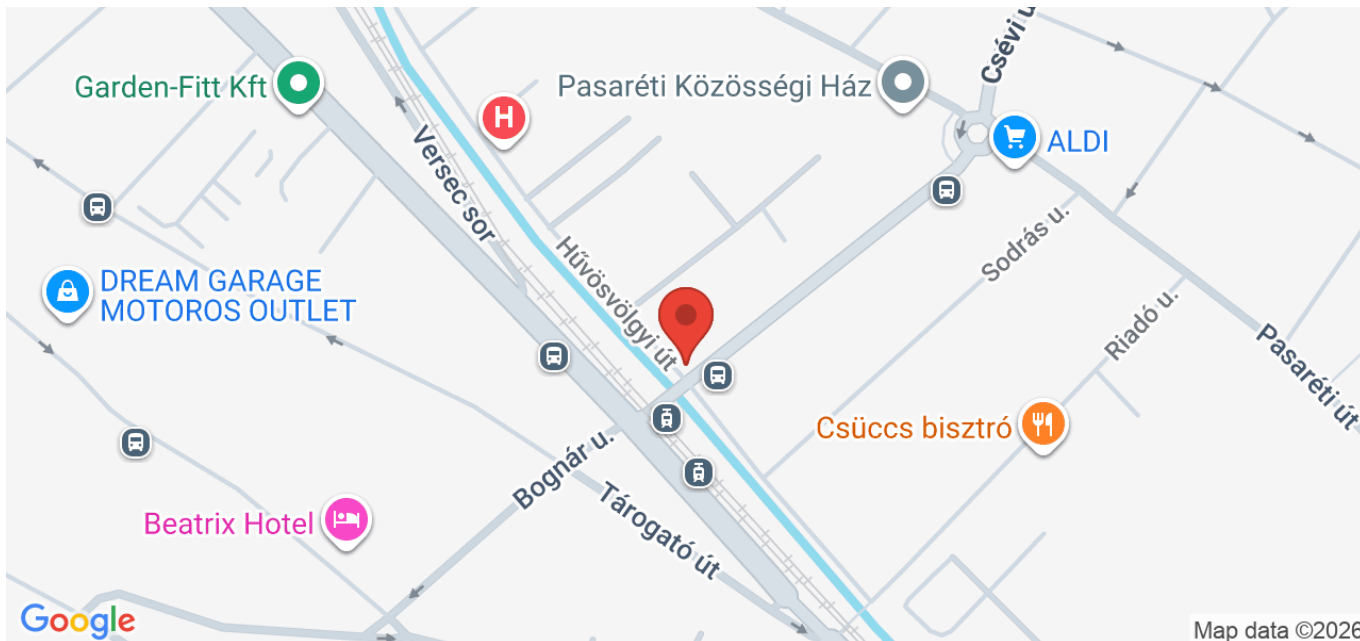 Csévi u.
Garden-Fitt Kft
Pasaréti Közösségi Ház
H
ALDI
Versec sor
Hűvösvölgyi út
Sodrás u.
DREAM GARAGE
MOTOROS OUTLET
Riadó u.
Pasaréti út
Csüccs bisztró
Bognár u.
Beatrix Hotel
Tárogató út
Google
Map data ©2026